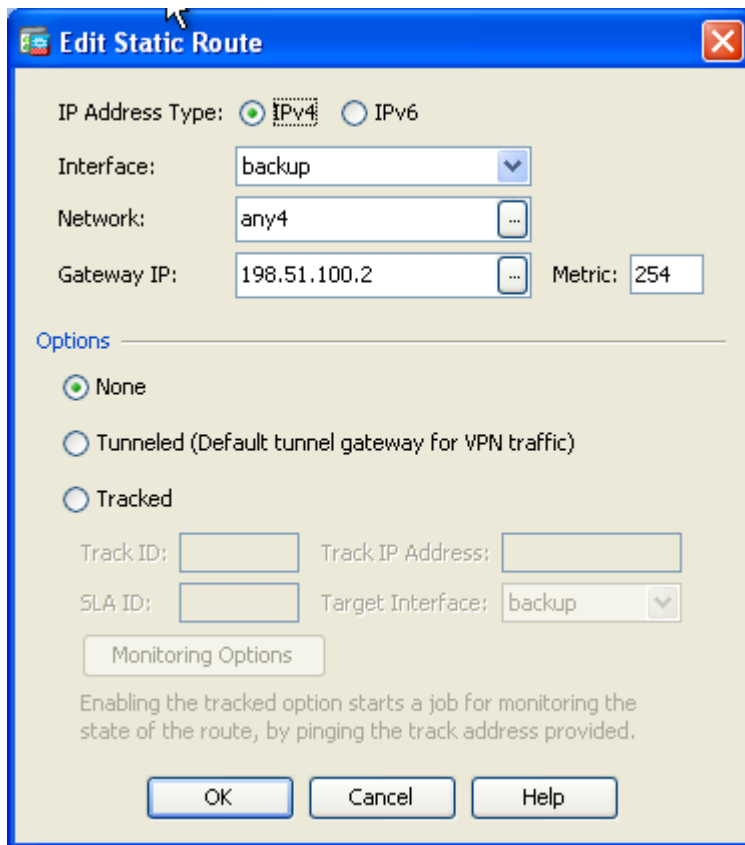 Edit Static Route
IP Address Type: IPv4 IPv6
Interface: backup
Network: any4 ...
Gateway IP: 198.51.100.2 ... Metric: 254
Options
None
Tunneled (Default tunnel gateway for VPN traffic)
Tracked
Track ID: Track IP Address:
SLA ID: Target Interface: backup
Monitoring Options
Enabling the tracked option starts a job for monitoring the
state of the route, by pinging the track address provided.
OK Cancel Help